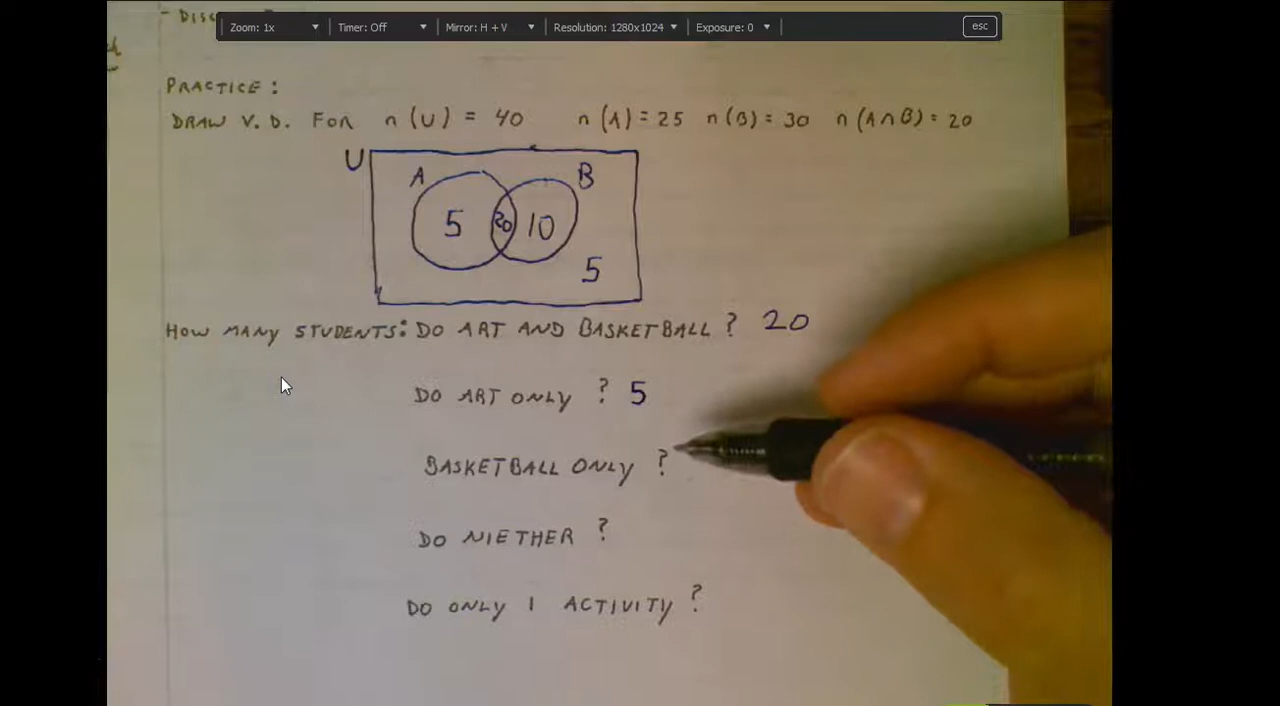 Zoom: 1x Timer: Off Mirror: H + V Resolution: 1280x1024 Exposure: 0 esc
PRACTICE:
DRAW V. D. FOR n(U) = 40 n(A) = 25 n(B) = 30 n(A∩B) = 20
U
A B
5 20 10
5
HOW MANY STUDENTS: DO ART AND BASKETBALL? 20
DO ART ONLY? 5
BASKETBALL ONLY?
DO NIETHER?
DO ONLY 1 ACTIVITY?